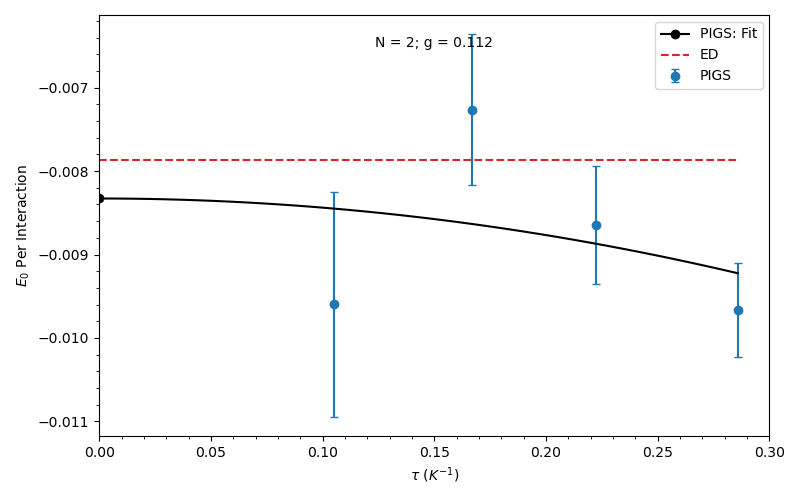 N = 2; g = 0.112
PIGS: Fit
ED
PIGS
−0.007
−0.008
−0.009
−0.010
−0.011
E₀ Per Interaction
0.00 0.05 0.10 0.15 0.20 0.25 0.30
τ (K⁻¹)